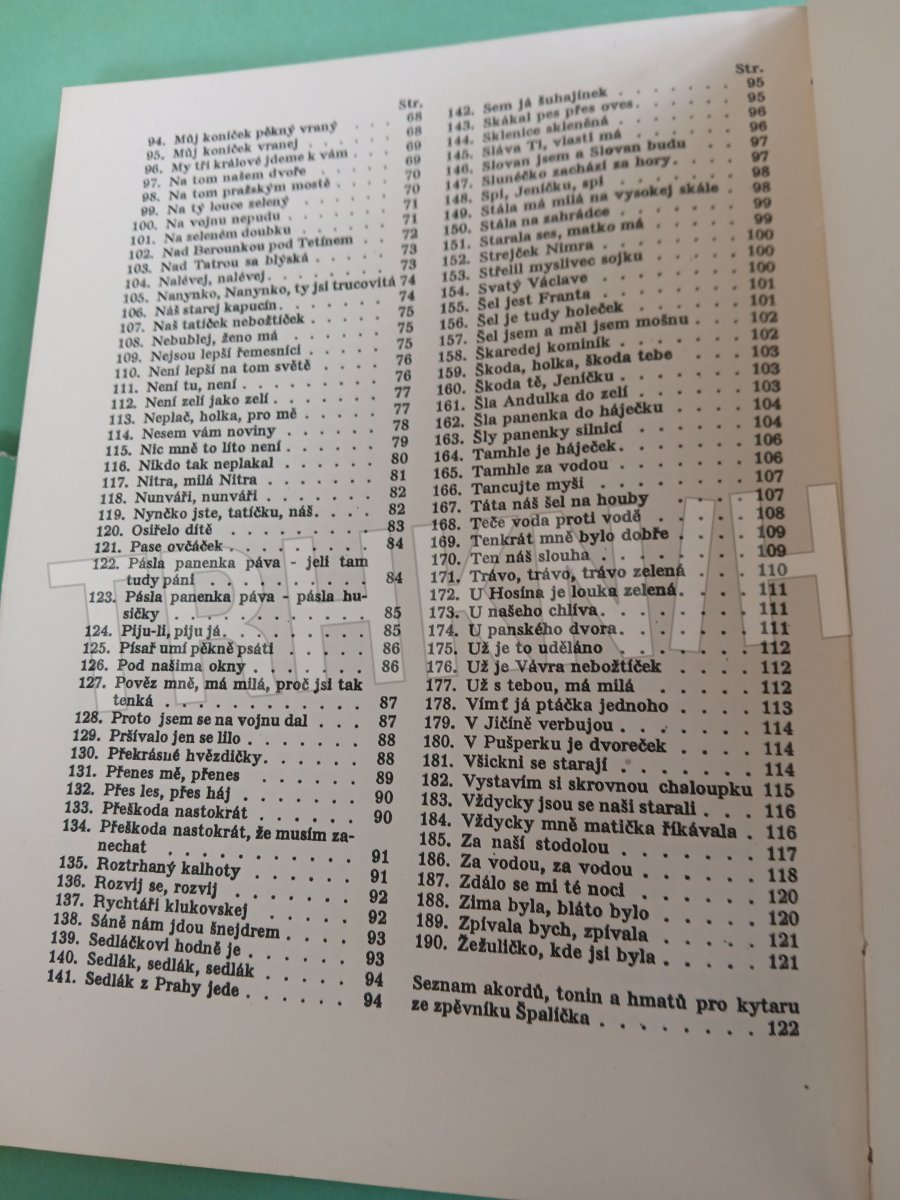 Str.
94. Můj koníček pěkný vraný . . . 68
95. Můj koníček vranej . . . . . 68
96. My tři králové jdeme k vám . . 69
97. Na tom našem dvoře . . . . 69
98. Na tom pražským mostě . . . . 70
99. Na tý louce zelený . . . . . 70
100. Na vojnu nepudu . . . . . 71
101. Na zeleném doubku . . . . . 71
102. Nad Berounkou pod Tetínem . . 72
103. Nad Tatrou sa blýská . . . . 73
104. Nalévej, nalévej . . . . . . 73
105. Nanynko, Nanynko, ty jsi trucovitá 74
106. Náš starej kapucín . . . . . 74
107. Naš tatíček nebožtíček . . . . 75
108. Nebublej, ženo má . . . . . 75
109. Nejsou lepší řemesníci . . . . 75
110. Není lepší na tom světě . . . . 76
111. Není tu, není . . . . . . . 76
112. Není zelí jako zelí . . . . . 77
113. Neplač, holka, pro mě . . . . 77
114. Nesem vám noviny . . . . . 78
115. Nic mně to líto není . . . . . 79
116. Nikdo tak neplakal . . . . . 80
117. Nitra, milá Nitra . . . . . . 81
118. Nunváři, nunváři . . . . . . 82
119. Nynčko jste, tatíčku, náš . . . 82
120. Osiřelo dítě . . . . . . . 83
121. Pase ovčáček . . . . . . . 84
122. Pásla panenka páva - jeli tam
tudy páni . . . . . . . . 84
123. Pásla panenka páva - pásla hu-
sičky . . . . . . . . . . 85
124. Piju-li, piju já . . . . . . . 85
125. Písař umí pěkně psáti . . . . 86
126. Pod našima okny . . . . . . 86
127. Pověz mně, má milá, proč jsi tak
tenká . . . . . . . . . . 87
128. Proto jsem se na vojnu dal . . . 87
129. Pršívalo jen se lilo . . . . . . 88
130. Překrásné hvězdičky . . . . . 88
131. Přenes mě, přenes . . . . . 89
132. Přes les, přes háj . . . . . . 90
133. Přeškoda nastokrát . . . . . 90
134. Přeškoda nastokrát, že musím za-
nechat . . . . . . . . . 91
135. Roztrhaný kalhoty . . . . . 91
136. Rozvij se, rozvij . . . . . . 92
137. Rychtáři klukovskej . . . . . 92
138. Sáně nám jdou šnejdrem . . . . 93
139. Sedláčkovi hodně je . . . . . 93
140. Sedlák, sedlák, sedlák . . . . . 94
141. Sedlák z Prahy jede . . . . . 94
Str.
142. Sem já šuhajínek . . . . . . 95
143. Skákal pes přes oves . . . . . 95
144. Sklenice skleněná . . . . . . 96
145. Sláva Ti, vlasti má . . . . . 96
146. Slovan jsem a Slovan budu . . 97
147. Slunéčko zachází za hory . . . 97
148. Spi, Jeníčku, spi . . . . . . 98
149. Stála má milá na vysokej skále . 98
150. Stála na zahrádce . . . . . 99
151. Starala ses, matko má . . . . 99
152. Strejček Nimra . . . . . . 100
153. Střelil myslivec sojku . . . . 100
154. Svatý Václave . . . . . . 100
155. Šel jest Franta . . . . . . 101
156. Šel je tudy holeček . . . . . 101
157. Šel jsem a měl jsem mošnu . . . 102
158. Škaredej kominík . . . . . 102
159. Škoda, holka, škoda tebe . . . 103
160. Škoda tě, Jeníčku . . . . . . 103
161. Šla Andulka do zelí . . . . . 103
162. Šla panenka do háječku . . . . 104
163. Šly panenky silnicí . . . . . 104
164. Tamhle je háječek . . . . . . 106
165. Tamhle za vodou . . . . . . 106
166. Tancujte myši . . . . . . . 107
167. Táta náš šel na houby . . . . 107
168. Teče voda proti vodě . . . . 108
169. Tenkrát mně bylo dobře . . . 109
170. Ten náš slouha . . . . . . 109
171. Trávo, trávo, trávo zelená . . . 110
172. U Hosína je louka zelená . . . 111
173. U našeho chlíva . . . . . . 111
174. U panského dvora . . . . . 111
175. Už je to uděláno . . . . . . 112
176. Už je Vávra nebožtíček . . . . 112
177. Už s tebou, má milá . . . . . 112
178. Vímť já ptáčka jednoho . . . . 113
179. V Jičíně verbujou . . . . . 114
180. V Pušperku je dvoreček . . . . 114
181. Všickni se starají . . . . . . 114
182. Vystavím si skrovnou chaloupku 115
183. Vždycky jsou se naši starali . . . 116
184. Vždycky mně matička říkávala . 116
185. Za naší stodolou . . . . . . 117
186. Za vodou, za vodou . . . . . 118
187. Zdálo se mi té noci . . . . . 120
188. Zima byla, bláto bylo . . . . 120
189. Zpívala bych, zpívala . . . . 121
190. Žežuličko, kde jsi byla . . . . . 121
Seznam akordů, tonin a hmatů pro kytaru
ze zpěvníku Špalíčka . . . . . . . 122
TRHKNIH